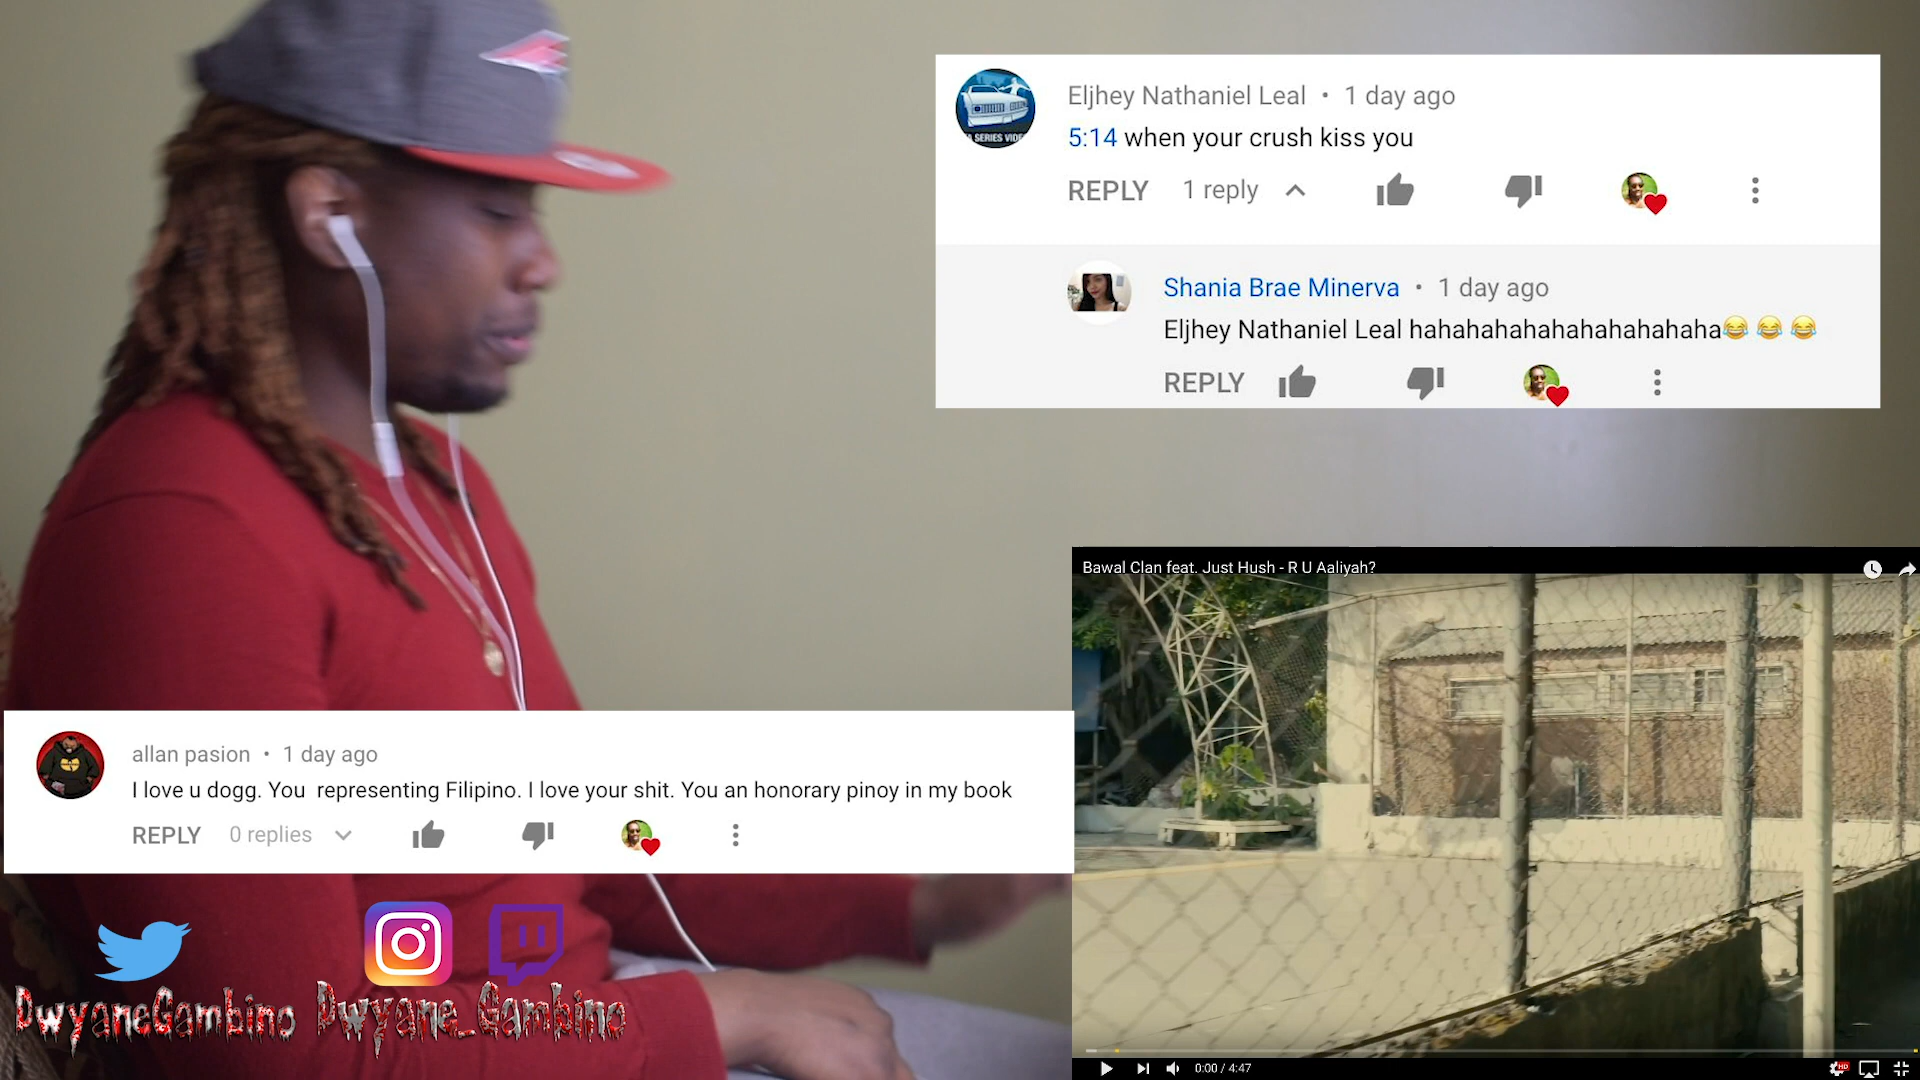 Eljhey Nathaniel Leal • 1 day ago
5:14 when your crush kiss you
REPLY 1 reply
Shania Brae Minerva • 1 day ago
Eljhey Nathaniel Leal hahahahahahahahahahaha😂 😂 😂
REPLY
Bawal Clan feat. Just Hush - R U Aaliyah?
allan pasion • 1 day ago
I love u dogg. You  representing Filipino. I love your shit. You an honorary pinoy in my book
REPLY 0 replies
DwyaneGambino Dwyane_Gambino
0:00 / 4:47
HD